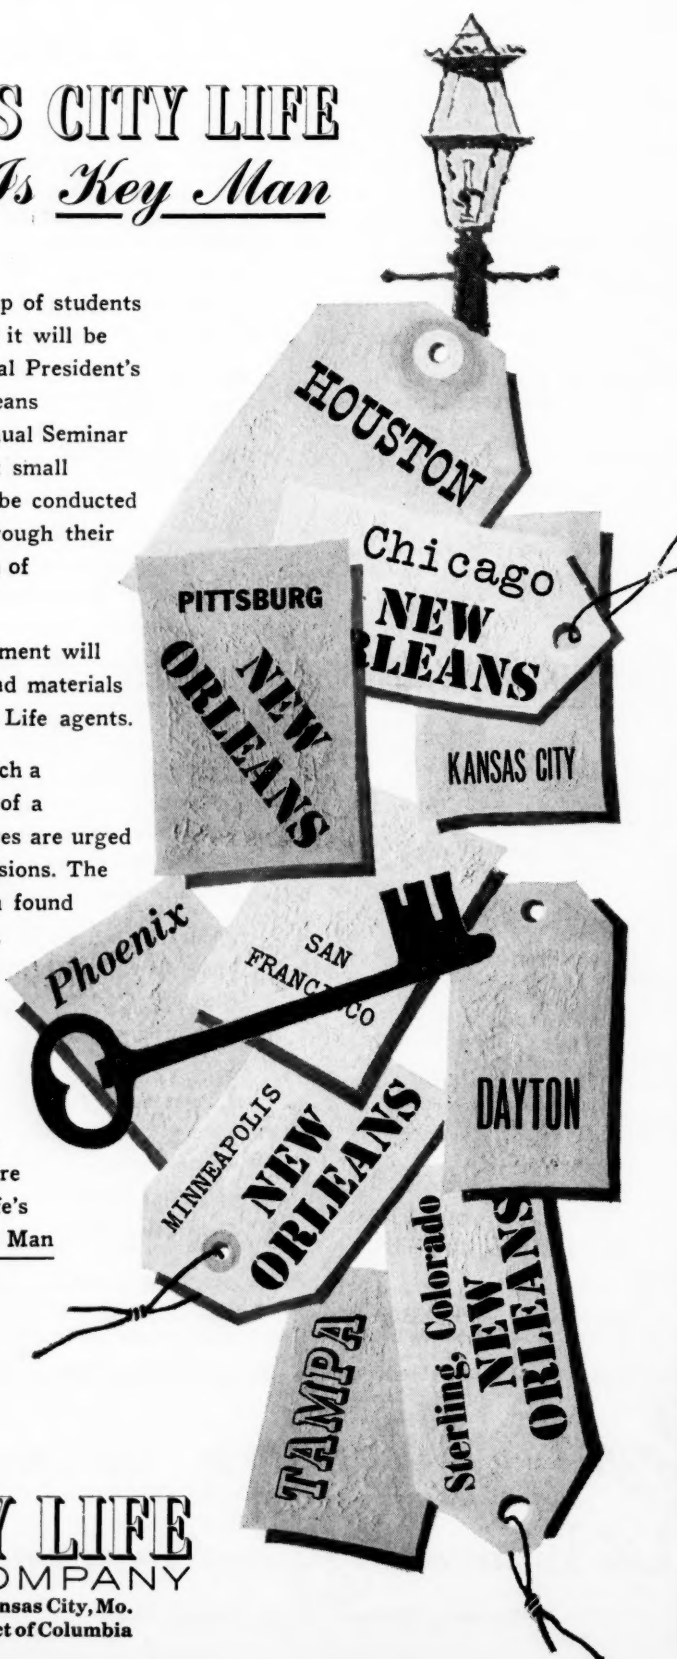 S CITY LIFE
Is Key Man
p of students
it will be
al President's
eans
ual Seminar
small
be conducted
ough their
of
ment will
nd materials
Life agents.
ch a
of a
es are urged
sions. The
found
re
fe's
Man
HOUSTON
Chicago
NEW
RLEANS
PITTSBURG
NEW
ORLEANS
KANSAS CITY
Phoenix
SAN
FRANCISCO
DAYTON
MINNEAPOLIS
NEW
ORLEANS
Sterling, Colorado
NEW
ORLEANS
TAMPA
Y LIFE
OMPANY
nsas City, Mo.
ct of Columbia